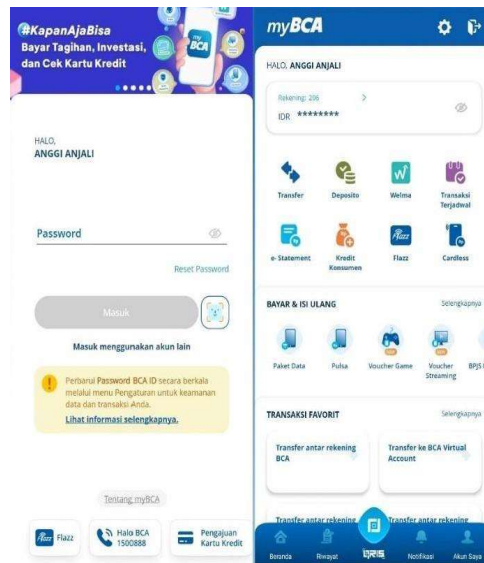 #KapanAjaBisa
Bayar Tagihan, Investasi,
dan Cek Kartu Kredit
my
BCA
HALO,
ANGGI ANJALI
Password
Reset Password
Masuk
Masuk menggunakan akun lain
Perbarui Password BCA ID secara berkala
melalui menu Pengaturan untuk keamanan
data dan transaksi Anda.
Lihat informasi selengkapnya.
Tentang myBCA
Flazz Flazz
Halo BCA
1500888
Pengajuan
Kartu Kredit
myBCA
HALO, ANGGI ANJALI
Rekening: 206 >
IDR ********
Transfer
Deposito
Welma
Transaksi
Terjadwal
e- Statement
Kredit
Konsumen
Flazz
Flazz
Cardless
BAYAR & ISI ULANG
Selengkapnya
Paket Data
Pulsa
Voucher Game
Voucher
Streaming
BPJS
TRANSAKSI FAVORIT
Selengkapnya
Transfer antar rekening
BCA
Transfer ke BCA Virtual
Account
Transfer antar rekening
Transfer antar rekening
Beranda
Riwayat
QRIS
Notifikasi
Akun Saya